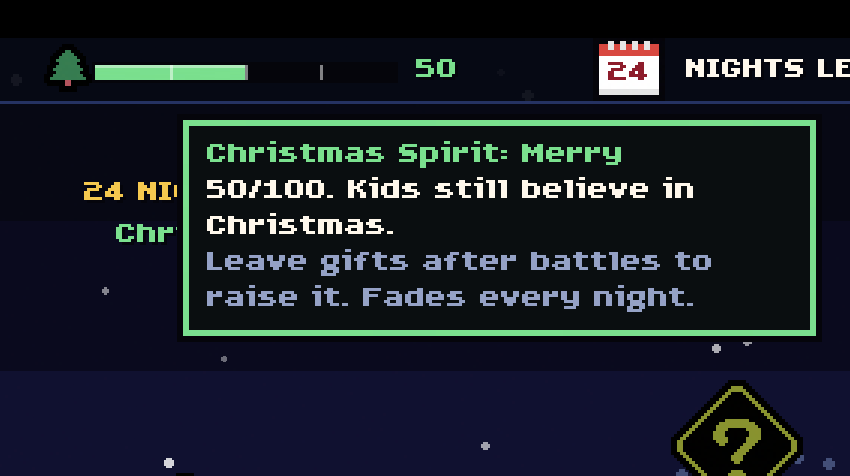 50
24
NIGHTS LE
Christmas Spirit: Merry
50/100. Kids still believe in
Christmas.
Leave gifts after battles to
raise it. Fades every night.
24 NI
Chr
?